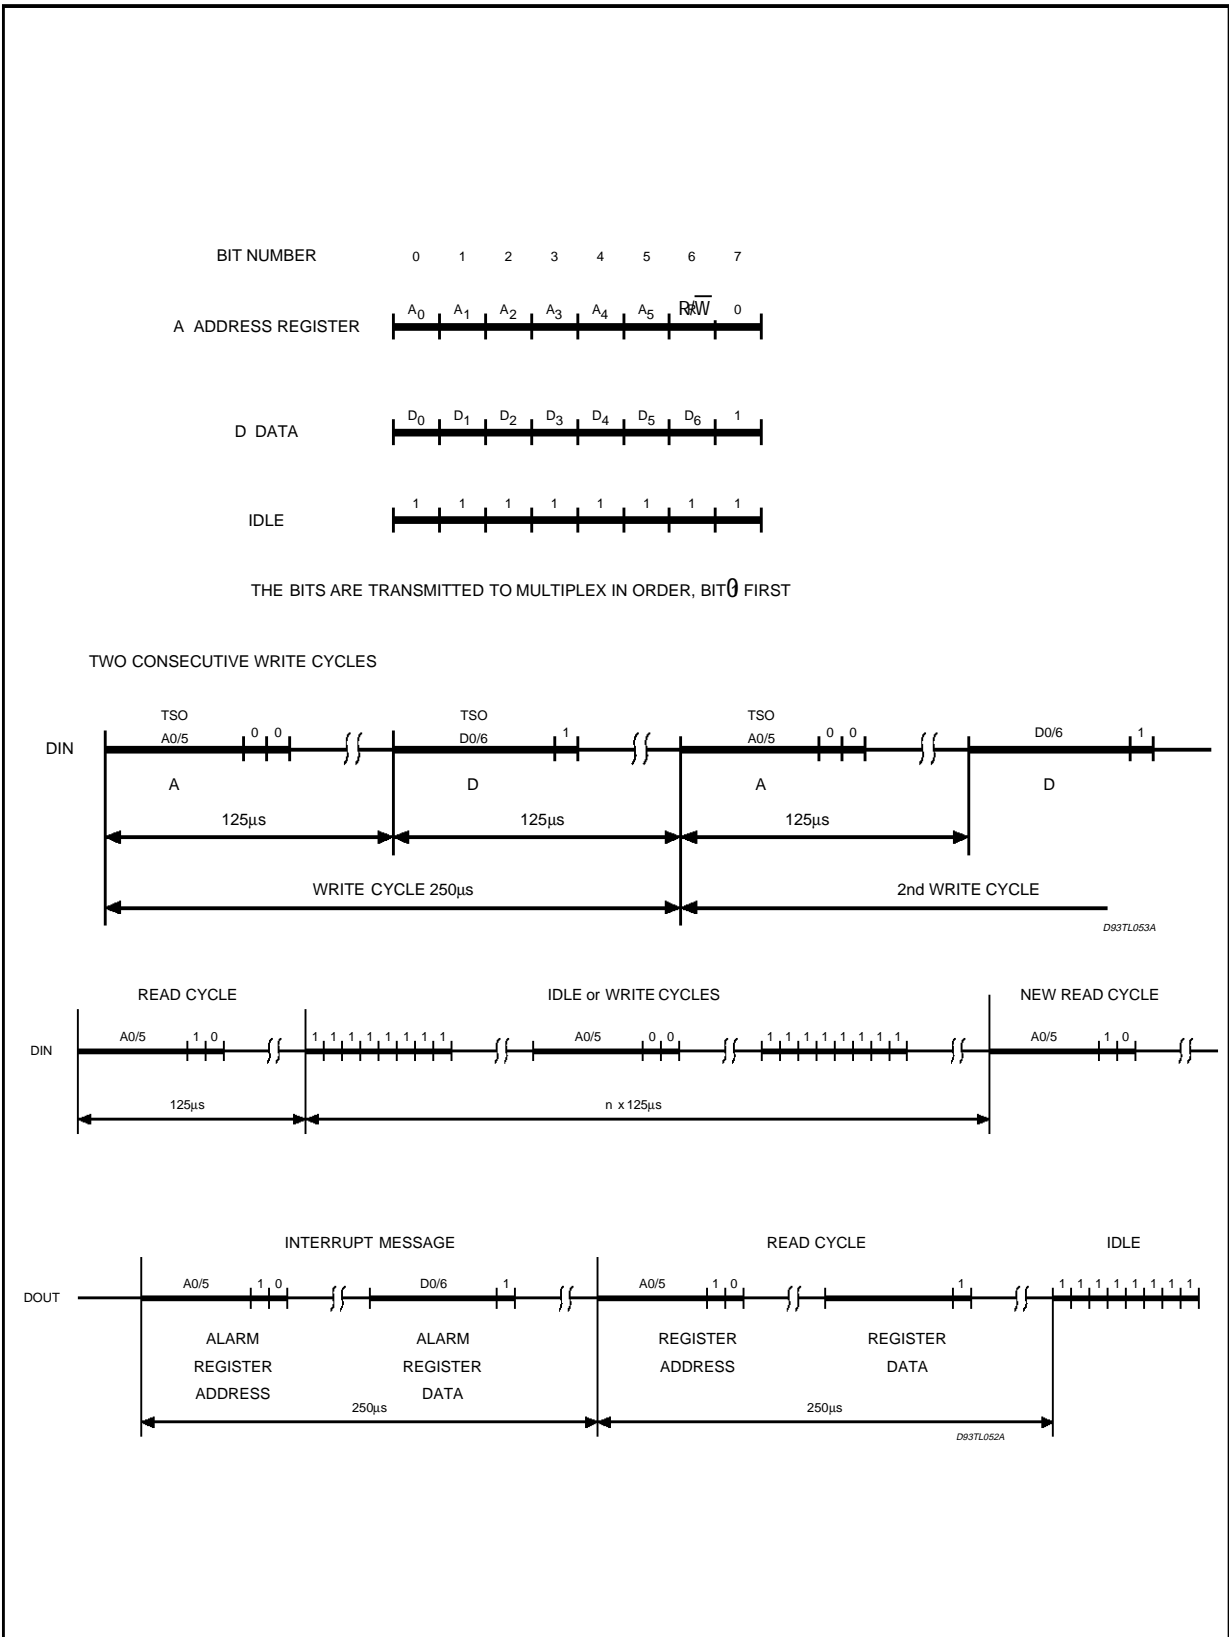 BIT NUMBER 0 1 2 3 4 5 6 7
A ADDRESS REGISTER A0 A1 A2 A3 A4 A5 R/W̅ 0
D DATA D0 D1 D2 D3 D4 D5 D6 1
IDLE 1 1 1 1 1 1 1 1
THE BITS ARE TRANSMITTED TO MULTIPLEX IN ORDER, BIT FIRST
TWO CONSECUTIVE WRITE CYCLES
TSO TSO TSO
DIN A0/5 0 0 D0/6 1 A0/5 0 0 D0/6 1
A D A D
125µs 125µs 125µs
WRITE CYCLE 250µs 2nd WRITE CYCLE
D93TL053A
READ CYCLE IDLE or WRITE CYCLES NEW READ CYCLE
DIN A0/5 1 0 1 1 1 1 1 1 1 1 A0/5 0 0 1 1 1 1 1 1 1 1 A0/5 1 0
125µs n x 125µs
INTERRUPT MESSAGE READ CYCLE IDLE
DOUT A0/5 1 0 D0/6 1 A0/5 1 0 1 1 1 1 1 1 1 1 1
ALARM ALARM REGISTER REGISTER
REGISTER REGISTER ADDRESS DATA
ADDRESS DATA
250µs 250µs
D93TL052A